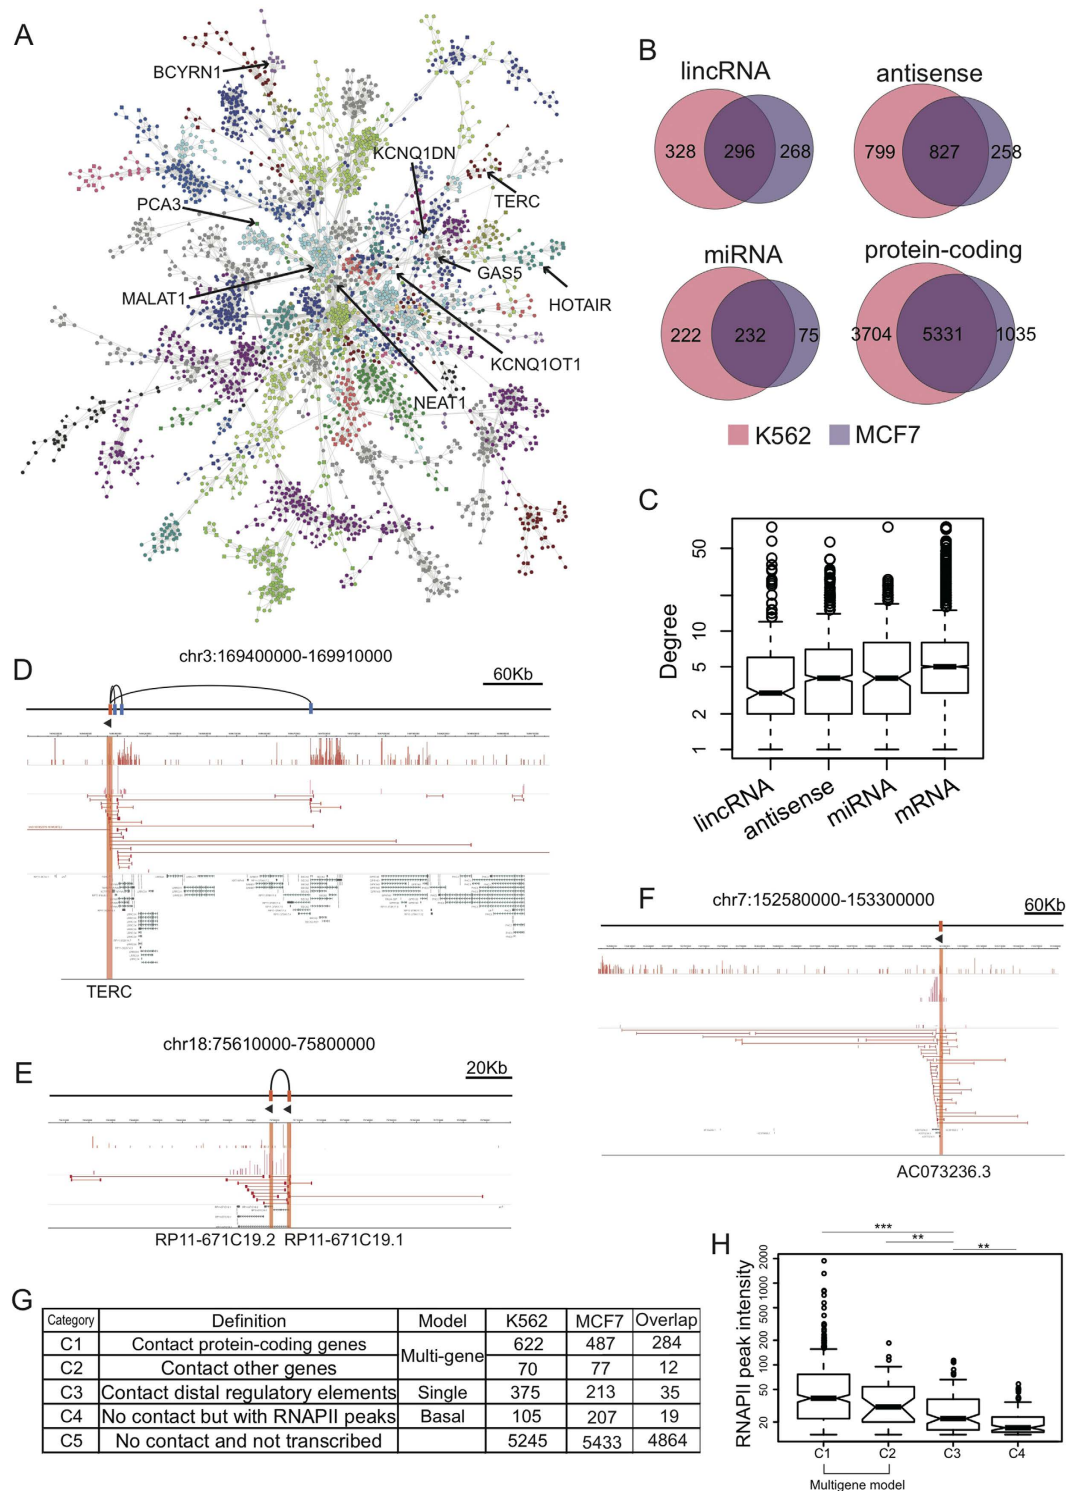 A
BCYRN1
KCNQ1DN
TERC
PCA3
GAS5
MALAT1
HOTAIR
KCNQ1OT1
NEAT1
B
lincRNA
antisense
328 296 268
799 827 258
miRNA
protein-coding
222 232 75
3704 5331 1035
K562 MCF7
C
Degree
50
10
5
2
1
lincRNA
antisense
miRNA
mRNA
D
chr3:169400000-169910000
60Kb
TERC
E
chr18:75610000-75800000
20Kb
RP11-671C19.2 RP11-671C19.1
F
chr7:152580000-153300000
60Kb
AC073236.3
G
Category Definition Model K562 MCF7 Overlap
C1 Contact protein-coding genes Multi-gene 622 487 284
C2 Contact other genes 70 77 12
C3 Contact distal regulatory elements Single 375 213 35
C4 No contact but with RNAPII peaks Basal 105 207 19
C5 No contact and not transcribed 5245 5433 4864
H
***
**
**
RNAPII peak intensity
2000
1000
500
200
100
50
20
C1 C2 C3 C4
Multigene model